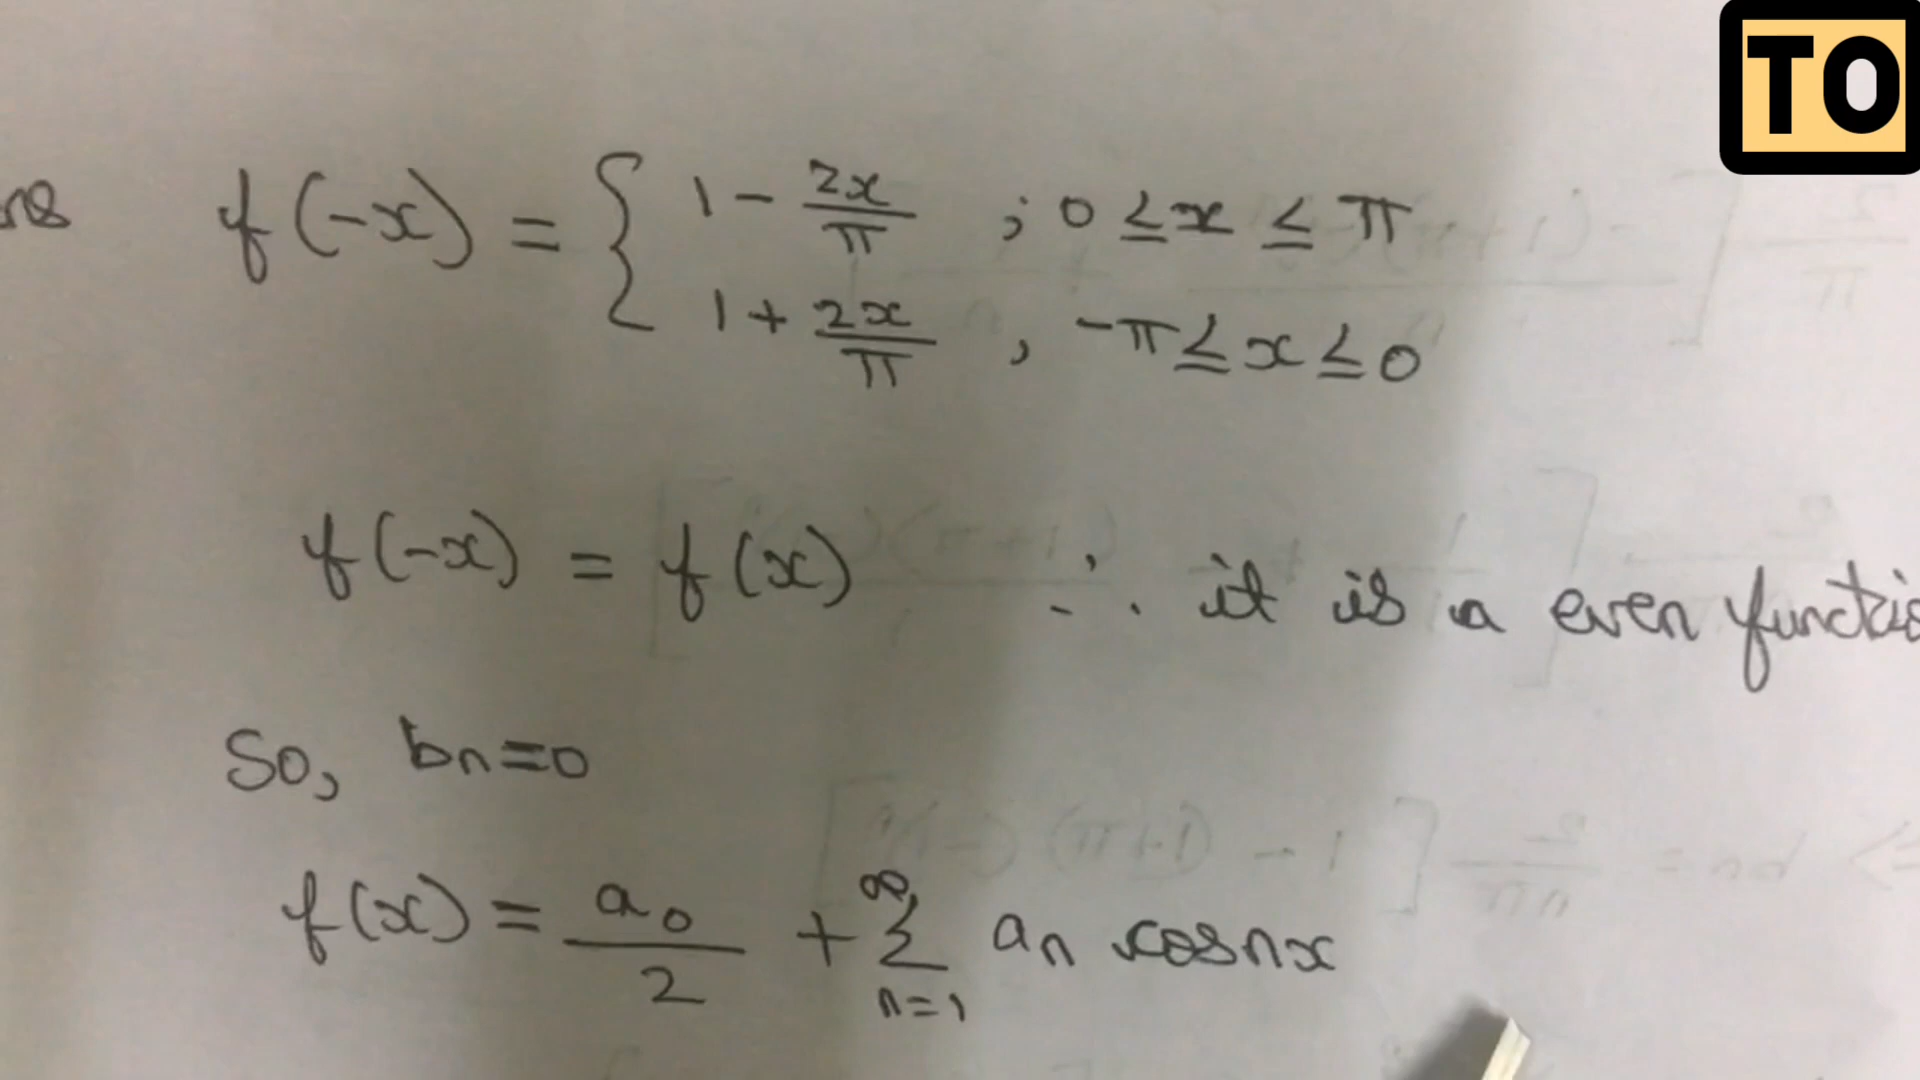 TO
ns f(-x) = { 1 - 2x/π ; 0 ≤ x ≤ π
1 + 2x/π , -π ≤ x ≤ 0
f(-x) = f(x) ∴ it is a even functio
So, bn=0
f(x) = a₀/2 + ∞Σn=1 an cosnx